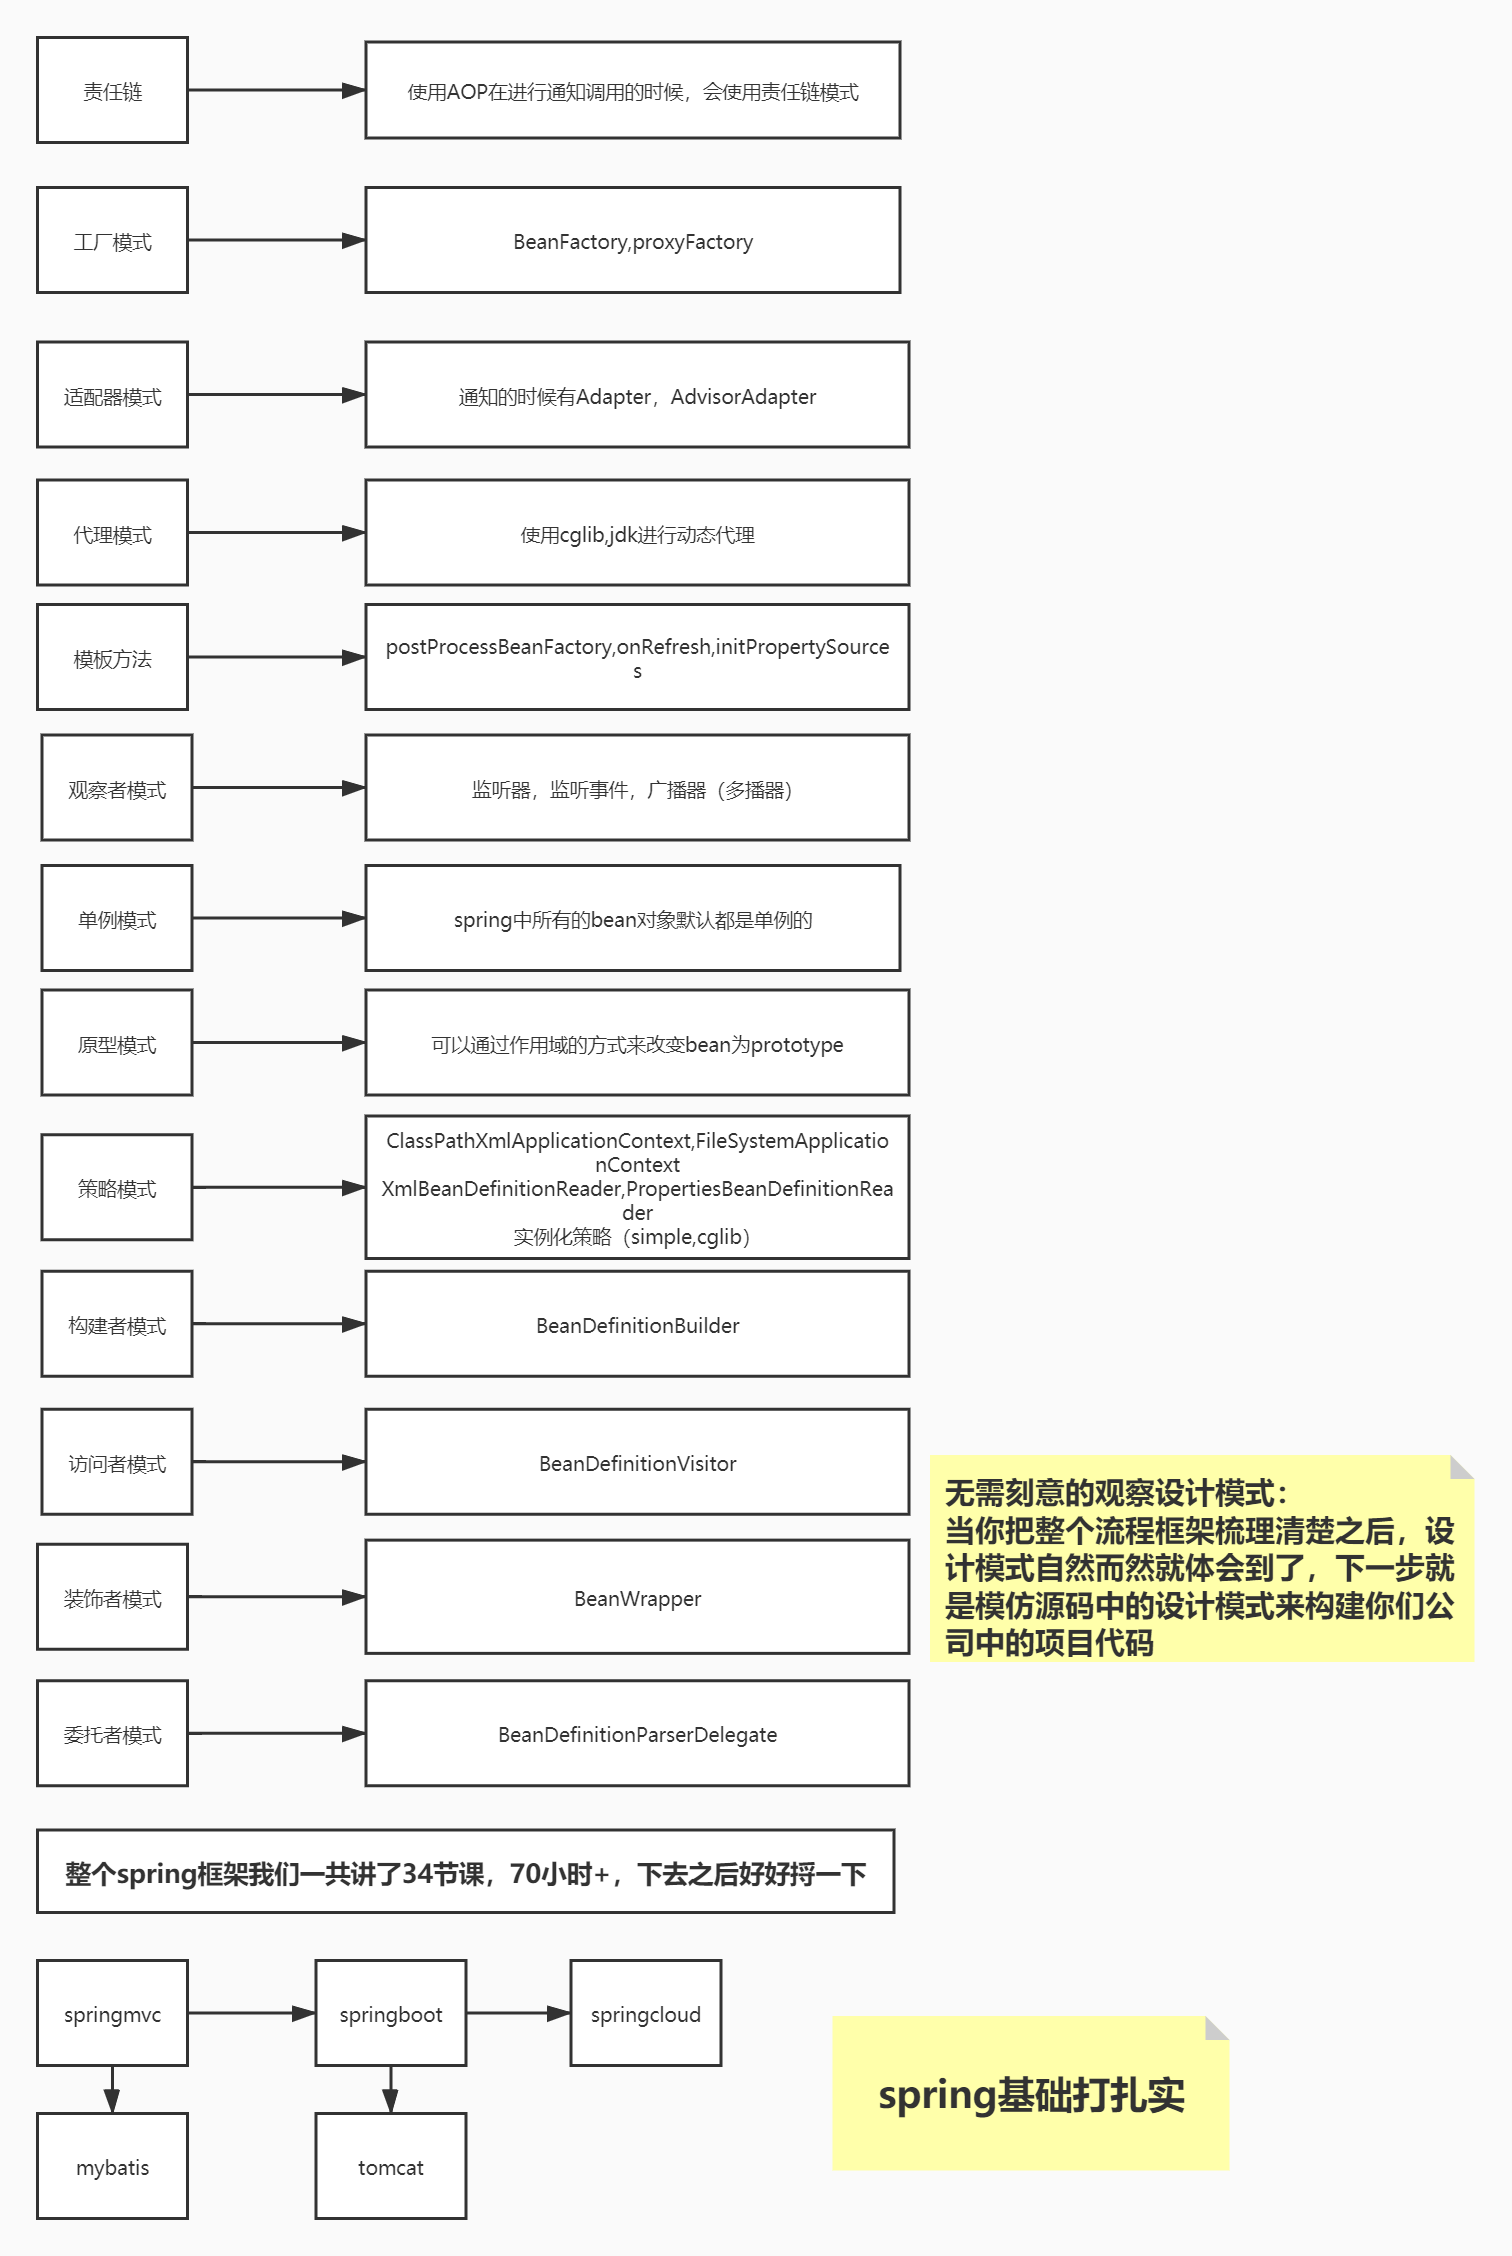 责任链
使用AOP在进行通知调用的时候，会使用责任链模式
工厂模式
BeanFactory,proxyFactory
适配器模式
通知的时候有Adapter，AdvisorAdapter
代理模式
使用cglib,jdk进行动态代理
模板方法
postProcessBeanFactory,onRefresh,initPropertySource
s
观察者模式
监听器，监听事件，广播器（多播器）
单例模式
spring中所有的bean对象默认都是单例的
原型模式
可以通过作用域的方式来改变bean为prototype
策略模式
ClassPathXmlApplicationContext,FileSystemApplicatio
nContext
XmlBeanDefinitionReader,PropertiesBeanDefinitionRea
der
实例化策略（simple,cglib）
构建者模式
BeanDefinitionBuilder
访问者模式
BeanDefinitionVisitor
无需刻意的观察设计模式：
当你把整个流程框架梳理清楚之后，设
计模式自然而然就体会到了，下一步就
是模仿源码中的设计模式来构建你们公
司中的项目代码
装饰者模式
BeanWrapper
委托者模式
BeanDefinitionParserDelegate
整个spring框架我们一共讲了34节课，70小时+，下去之后好好捋一下
springmvc
springboot
springcloud
spring基础打扎实
mybatis
tomcat